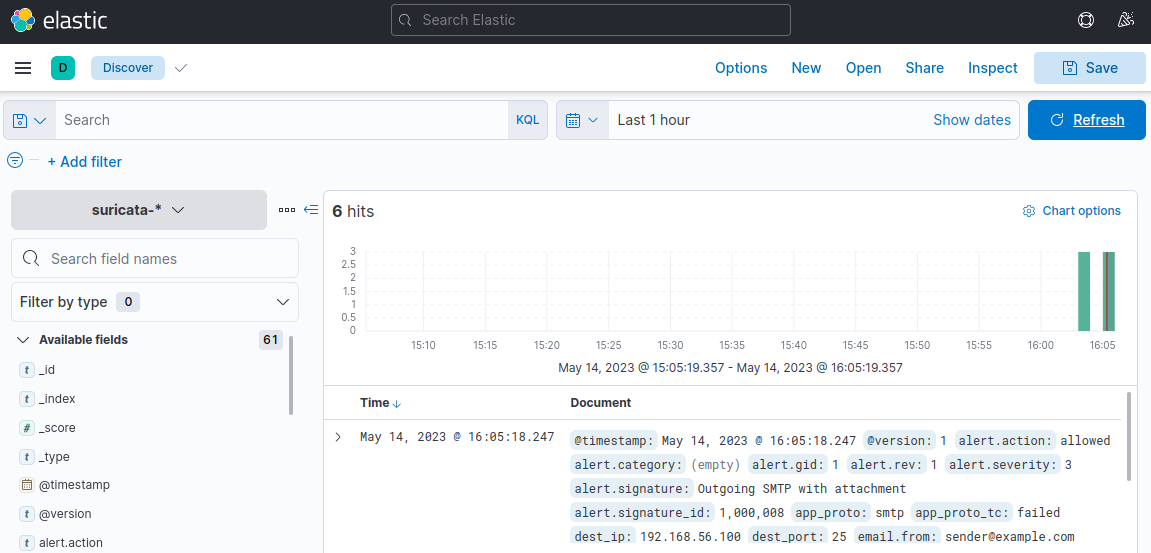 elastic
Search Elastic
D Discover Options New Open Share Inspect Save
Search KQL Last 1 hour Show dates Refresh
+ Add filter
suricata-*
Search field names
Filter by type 0
Available fields 61
t _id
t _index
# _score
t _type
@timestamp
t @version
t alert.action
6 hits Chart options
3
2.5
2
1.5
1
0.5
0
15:10 15:15 15:20 15:25 15:30 15:35 15:40 15:45 15:50 15:55 16:00 16:05
May 14, 2023 @ 15:05:19.357 - May 14, 2023 @ 16:05:19.357
Time Document
May 14, 2023 @ 16:05:18.247
@timestamp: May 14, 2023 @ 16:05:18.247 @version: 1 alert.action: allowed
alert.category: (empty) alert.gid: 1 alert.rev: 1 alert.severity: 3
alert.signature: Outgoing SMTP with attachment
alert.signature_id: 1,000,008 app_proto: smtp app_proto_tc: failed
dest_ip: 192.168.56.100 dest_port: 25 email.from: sender@example.com